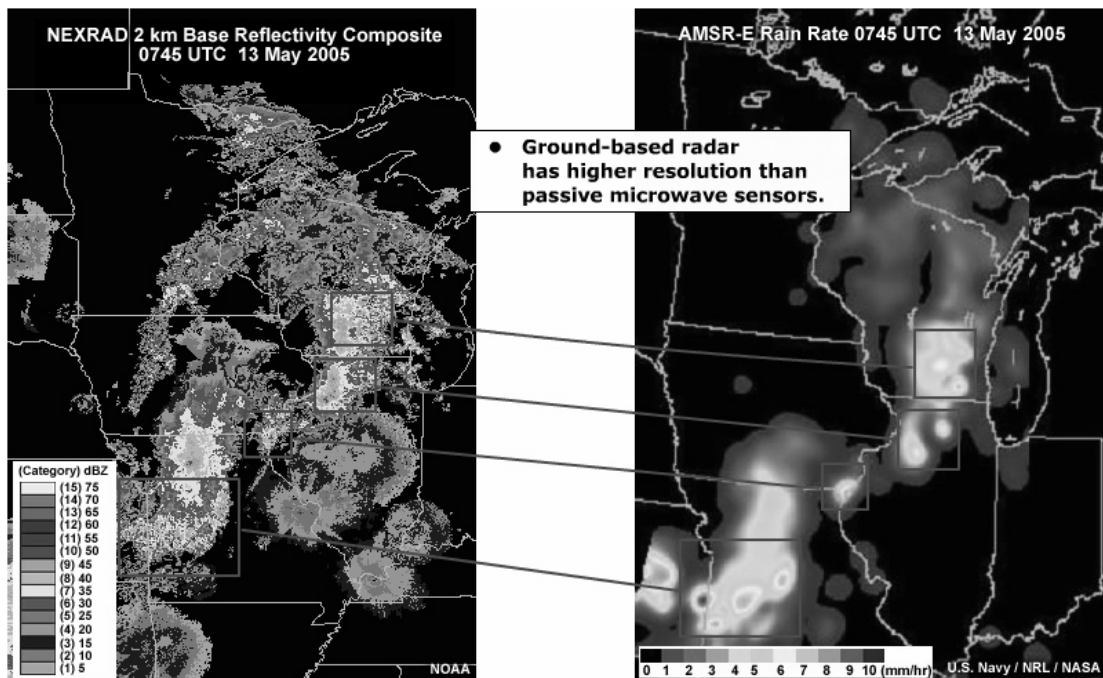 NEXRAD 2 km Base Reflectivity Composite
0745 UTC 13 May 2005
AMSR-E Rain Rate 0745 UTC 13 May 2005
● Ground-based radar
has higher resolution than
passive microwave sensors.
(Category) dBZ
(15) 75
(14) 70
(13) 65
(12) 60
(11) 55
(10) 50
(9) 45
(8) 40
(7) 35
(6) 30
(5) 25
(4) 20
(3) 15
(2) 10
(1) 5
NOAA
0 1 2 3 4 5 6 7 8 9 10 (mm/hr)
U.S. Navy / NRL / NASA